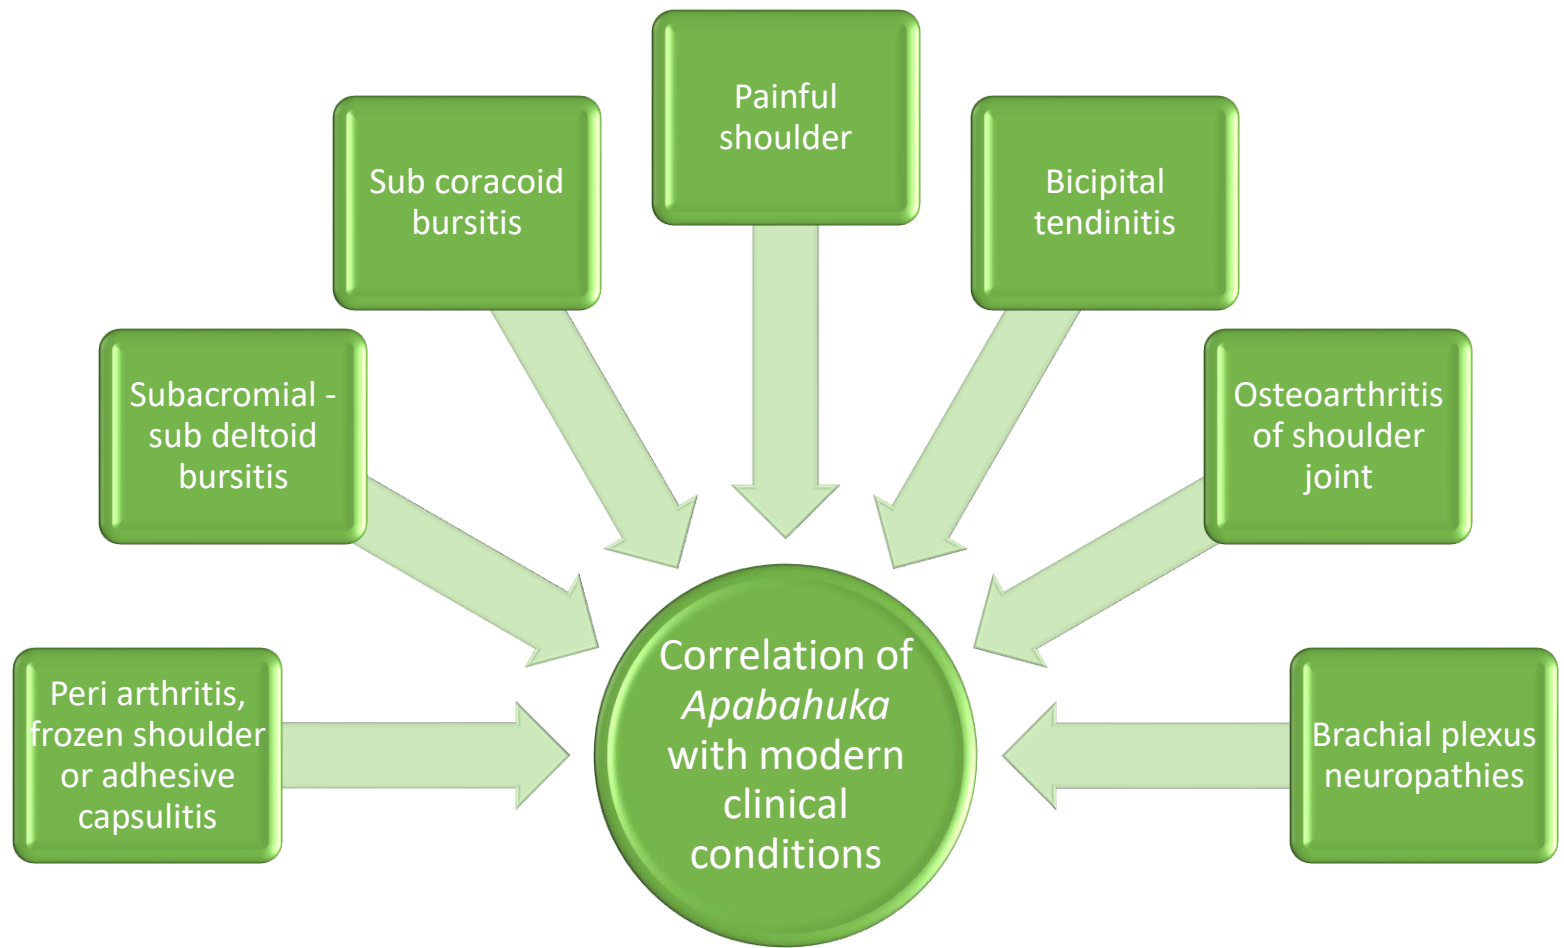 Painful
shoulder
Sub coracoid
bursitis
Bicipital
tendinitis
Subacromial -
sub deltoid
bursitis
Osteoarthritis
of shoulder
joint
Peri arthritis,
frozen shoulder
or adhesive
capsulitis
Correlation of
Apabahuka
with modern
clinical
conditions
Brachial plexus
neuropathies